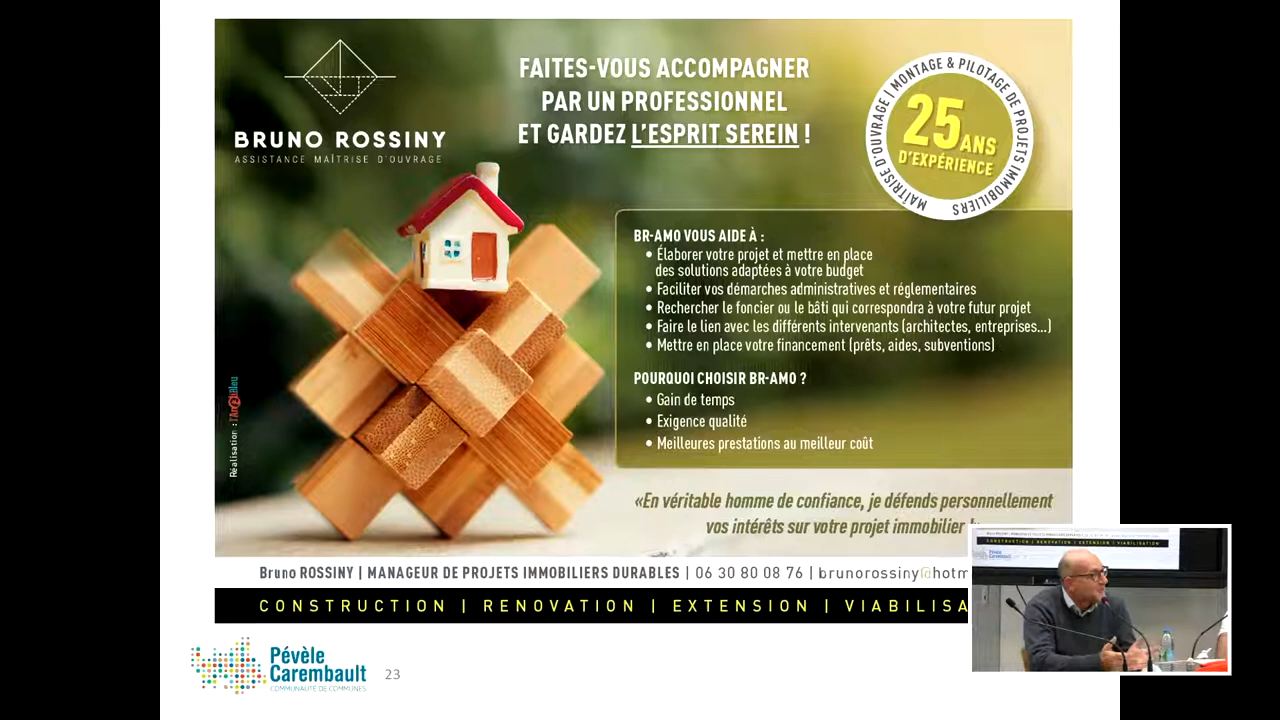 BRUNO ROSSINY
ASSISTANCE MAÎTRISE D'OUVRAGE
FAITES-VOUS ACCOMPAGNER
PAR UN PROFESSIONNEL
ET GARDEZ L'ESPRIT SEREIN !
MAÎTRISE D'OUVRAGE | MONTAGE & PILOTAGE DE PROJETS IMMOBILIERS
25 ANS
D'EXPÉRIENCE
BR-AMO VOUS AIDE À :
• Élaborer votre projet et mettre en place
des solutions adaptées à votre budget
• Faciliter vos démarches administratives et réglementaires
• Rechercher le foncier ou le bâti qui correspondra à votre futur projet
• Faire le lien avec les différents intervenants (architectes, entreprises...)
• Mettre en place votre financement (prêts, aides, subventions)
POURQUOI CHOISIR BR-AMO ?
• Gain de temps
• Exigence qualité
• Meilleures prestations au meilleur coût
Réalisation :
«En véritable homme de confiance, je défends personnellement
vos intérêts sur votre projet immobilier
Bruno ROSSINY | MANAGEUR DE PROJETS IMMOBILIERS DURABLES | 06 30 80 08 76 | brunorossiny@hotm
CONSTRUCTION | RENOVATION | EXTENSION | VIABILISA
CONSTRUCTION | RENOVATION | EXTENSION | VIABILISATION
Pévèle
Carembault
COMMUNAUTÉ DE COMMUNES
23